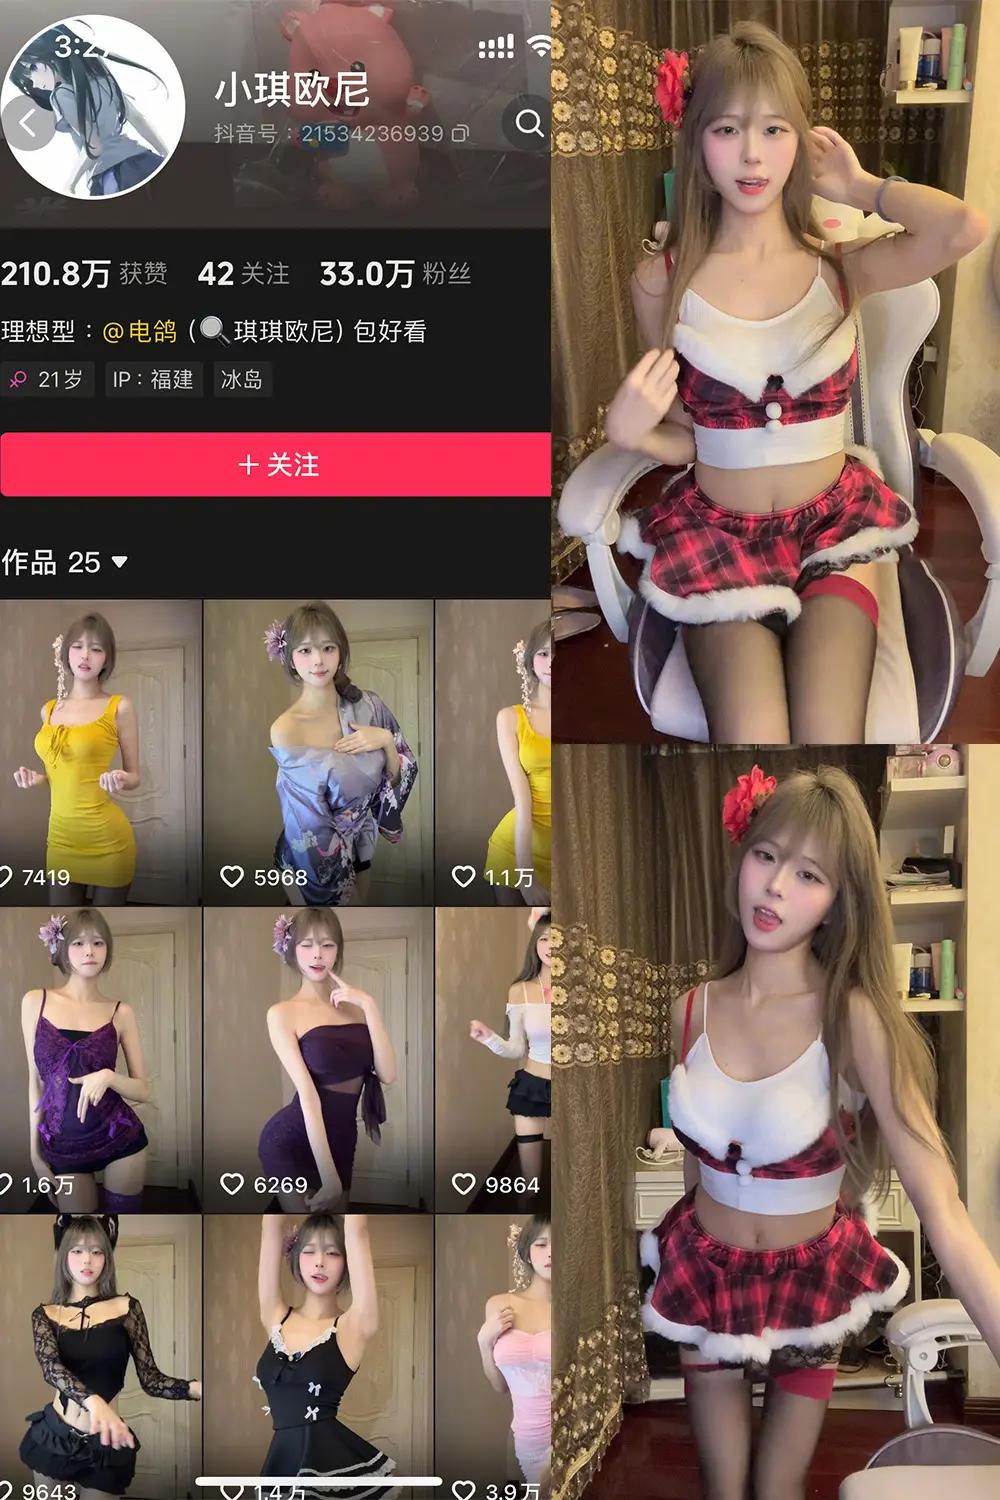 小琪欧尼
抖音号：21534236939
210.8万 获赞 42 关注 33.0万 粉丝
理想型：@电鸽 (🔍琪琪欧尼) 包好看
♀ 21岁 IP：福建 冰岛
+ 关注
作品 25
7419 5968 1.1万
1.6万 6269 9864
9643 1.4万 3.9万